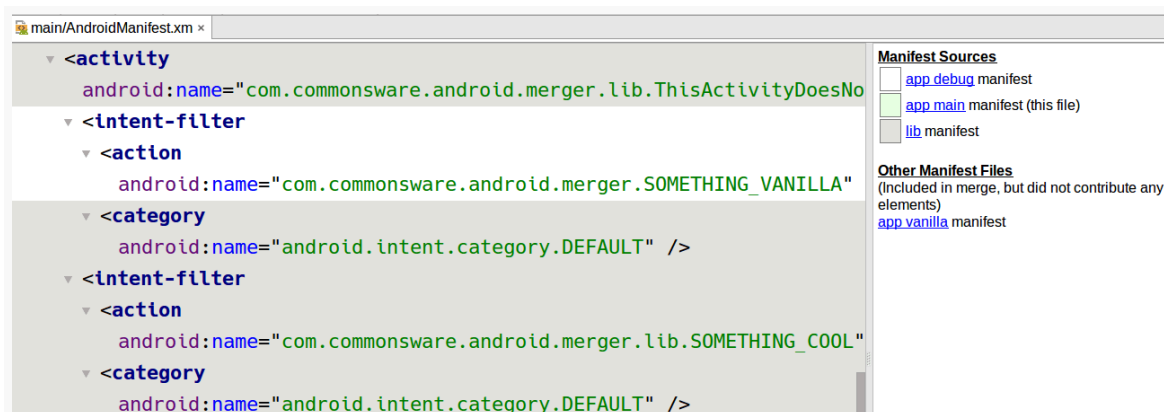 main/AndroidManifest.xm ×
<activity
android:name="com.commonsware.android.merger.lib.ThisActivityDoesNo
<intent-filter
<action
android:name="com.commonsware.android.merger.SOMETHING_VANILLA"
<category
android:name="android.intent.category.DEFAULT" />
<intent-filter
<action
android:name="com.commonsware.android.merger.lib.SOMETHING_COOL"
<category
android:name="android.intent.category.DEFAULT" />
Manifest Sources
app debug manifest
app main manifest (this file)
lib manifest
Other Manifest Files
(Included in merge, but did not contribute any
elements)
app vanilla manifest